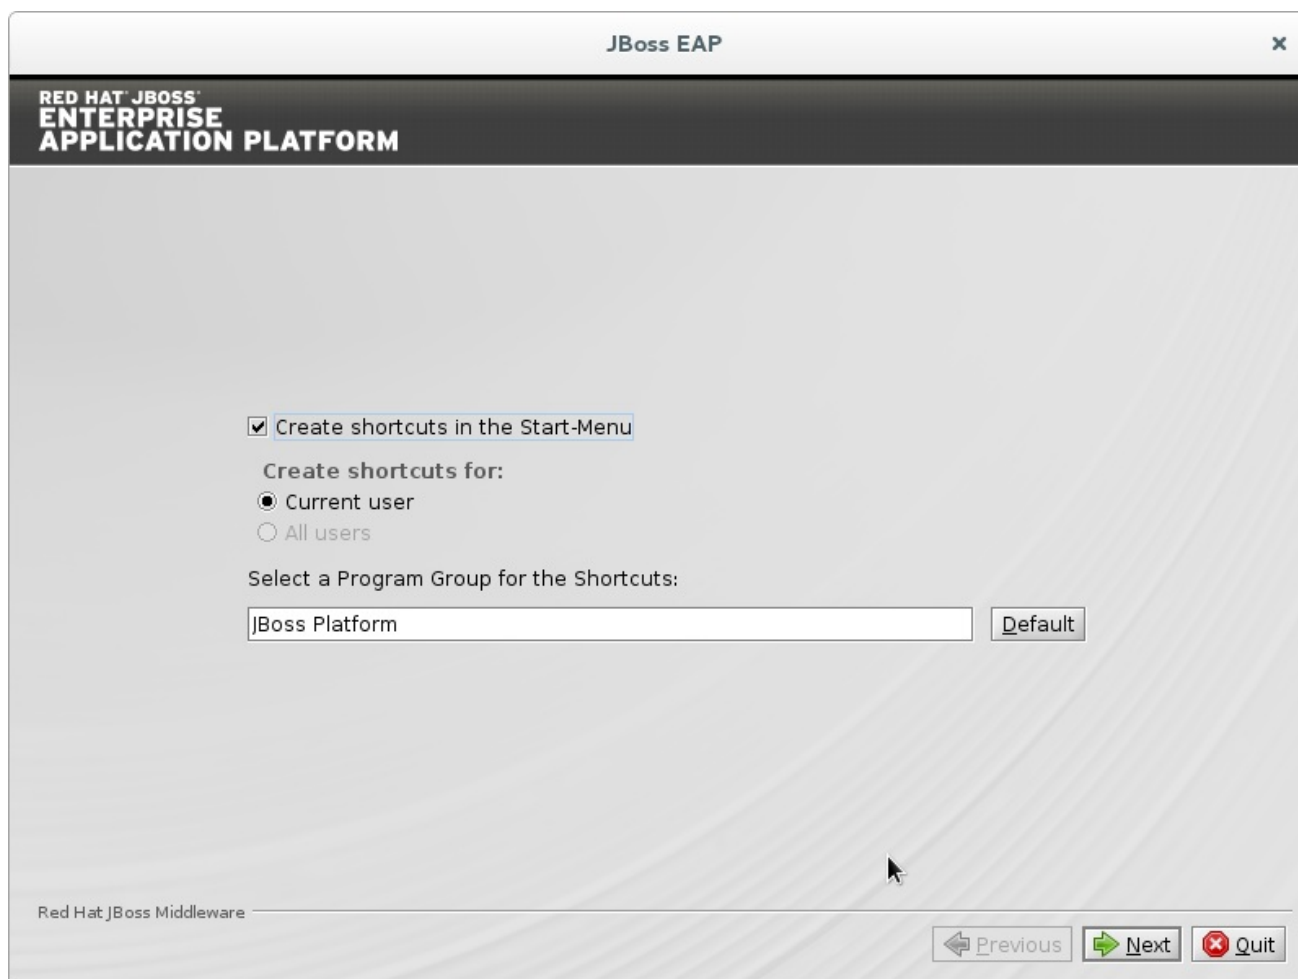 JBoss EAP
RED HAT JBOSS
ENTERPRISE
APPLICATION PLATFORM
Create shortcuts in the Start-Menu
Create shortcuts for:
Current user
All users
Select a Program Group for the Shortcuts:
JBoss Platform
Default
Red Hat JBoss Middleware
Previous
Next
Quit